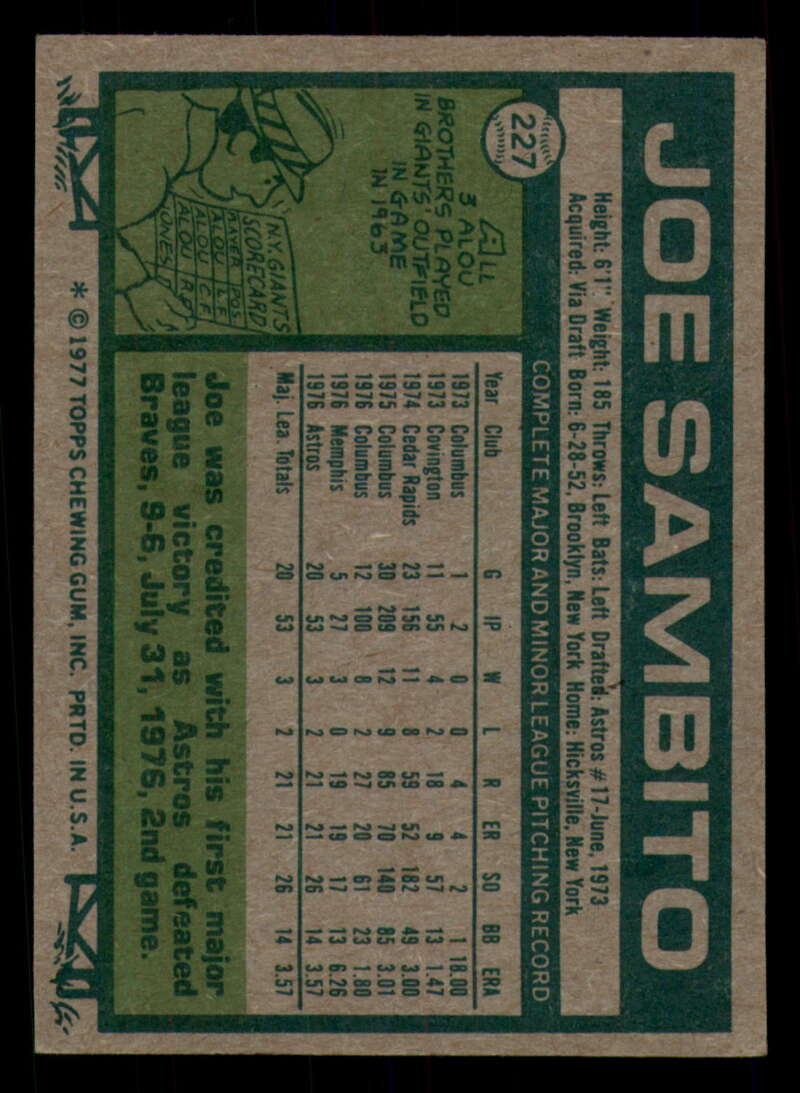 227
JOE SAMBITO
Height: 6'1" Weight: 185 Throws: Left Bats: Left Drafted: Astros #17-June, 1973
Acquired: Via Draft Born: 6-28-52, Brooklyn, New York Home: Hicksville, New York
COMPLETE MAJOR AND MINOR LEAGUE PITCHING RECORD
Year Club G IP W L R ER SO BB ERA
1973 Columbus 1 2 0 0 4 4 2 1 18.00
1973 Covington 11 55 4 2 18 9 57 13 1.47
1974 Cedar Rapids 23 156 11 8 59 52 182 49 3.00
1975 Columbus 30 209 12 9 85 70 140 85 3.01
1976 Columbus 12 100 8 2 27 20 61 23 1.80
1976 Memphis 5 27 3 0 19 19 17 13 6.26
1976 Astros 20 53 3 2 21 21 26 14 3.57
Maj. Lea. Totals 20 53 3 2 21 21 26 14 3.57
Joe was credited with his first major
league victory as Astros defeated
Braves, 9-6, July 31, 1976, 2nd game.
All
3 ALOU
BROTHERS PLAYED
IN GIANTS' OUTFIELD
IN GAME
IN 1963
N.Y. GIANTS
SCORECARD
PLAYER POS.
ALOU LF
ALOU CF
ALOU RF
JONES
* © 1977 TOPPS CHEWING GUM, INC. PRTD. IN U.S.A.